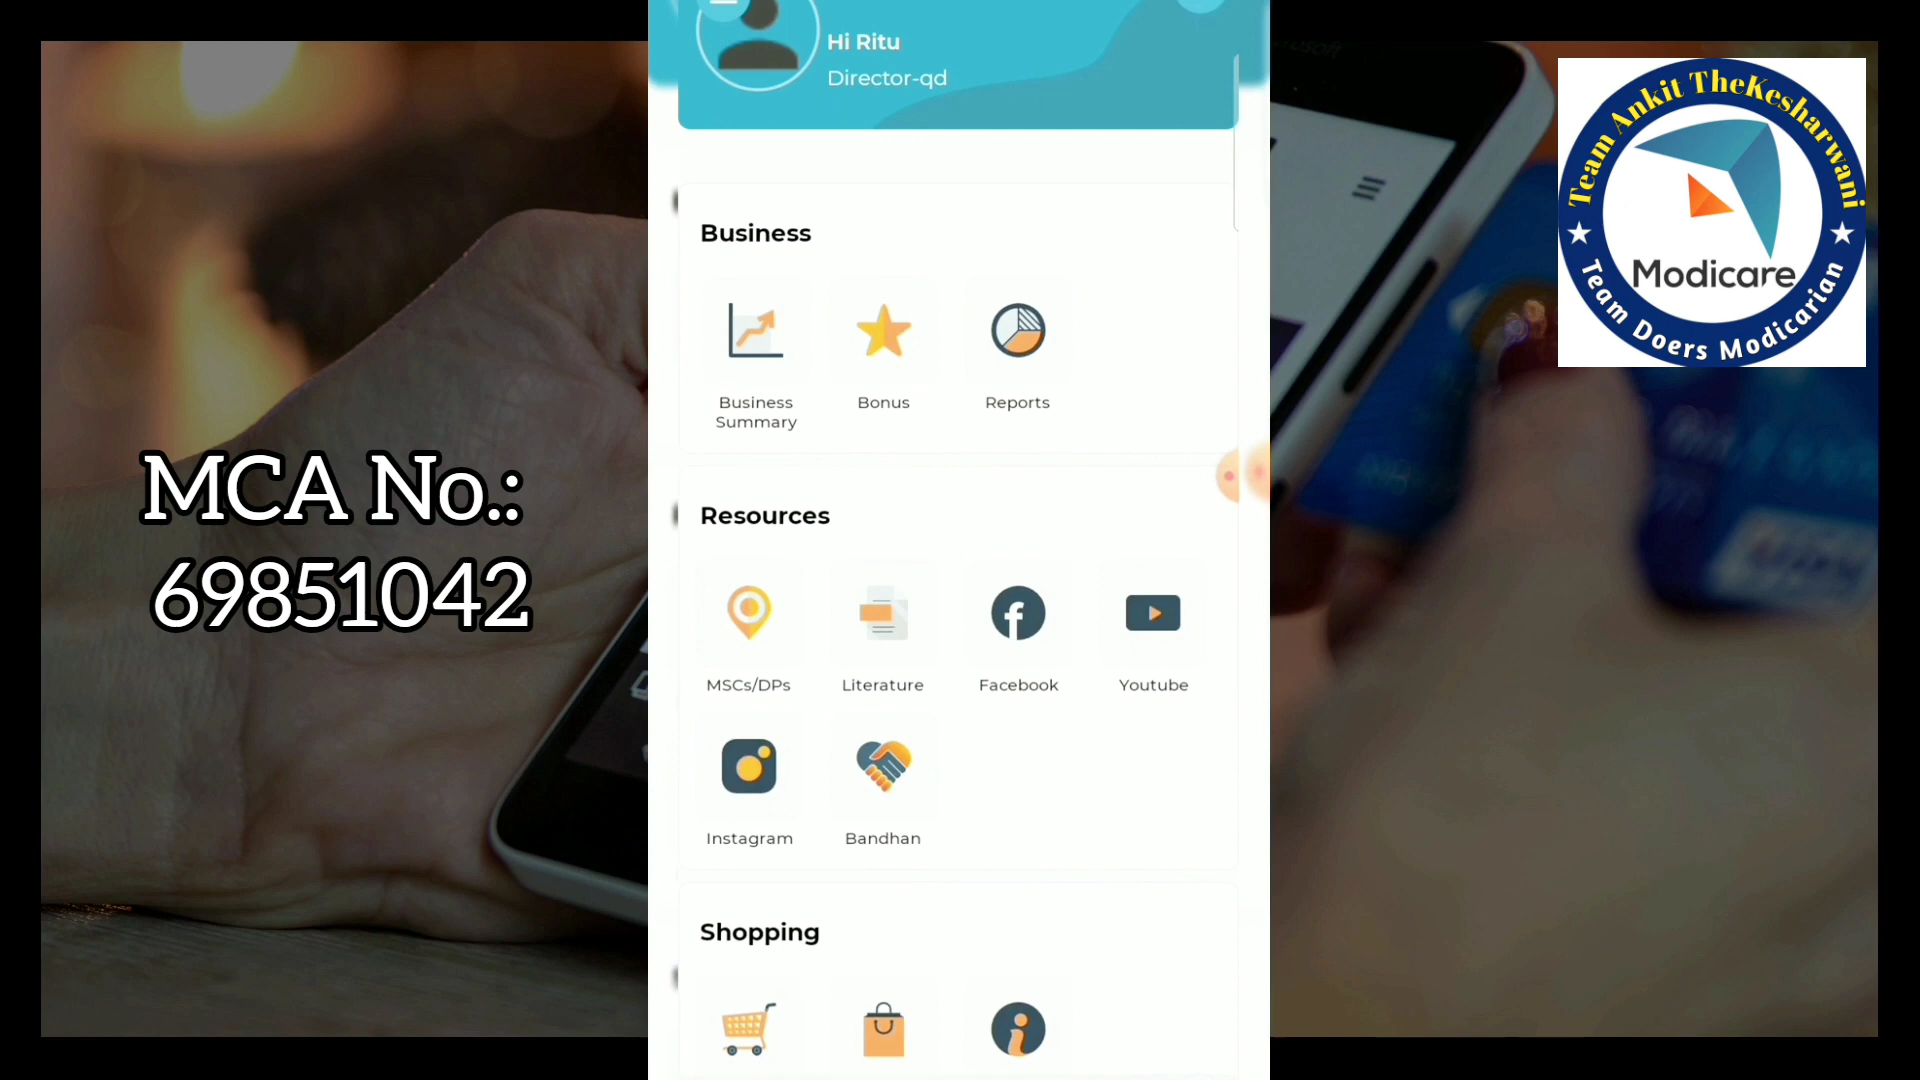 Hi Ritu
Director-qd
Business
Business
Summary
Bonus
Reports
Resources
MSCs/DPs
Literature
Facebook
Youtube
Instagram
Bandhan
Shopping
MCA No.:
69851042
Team Ankit TheKesharwani
Modicare
Team Doers Modicarian